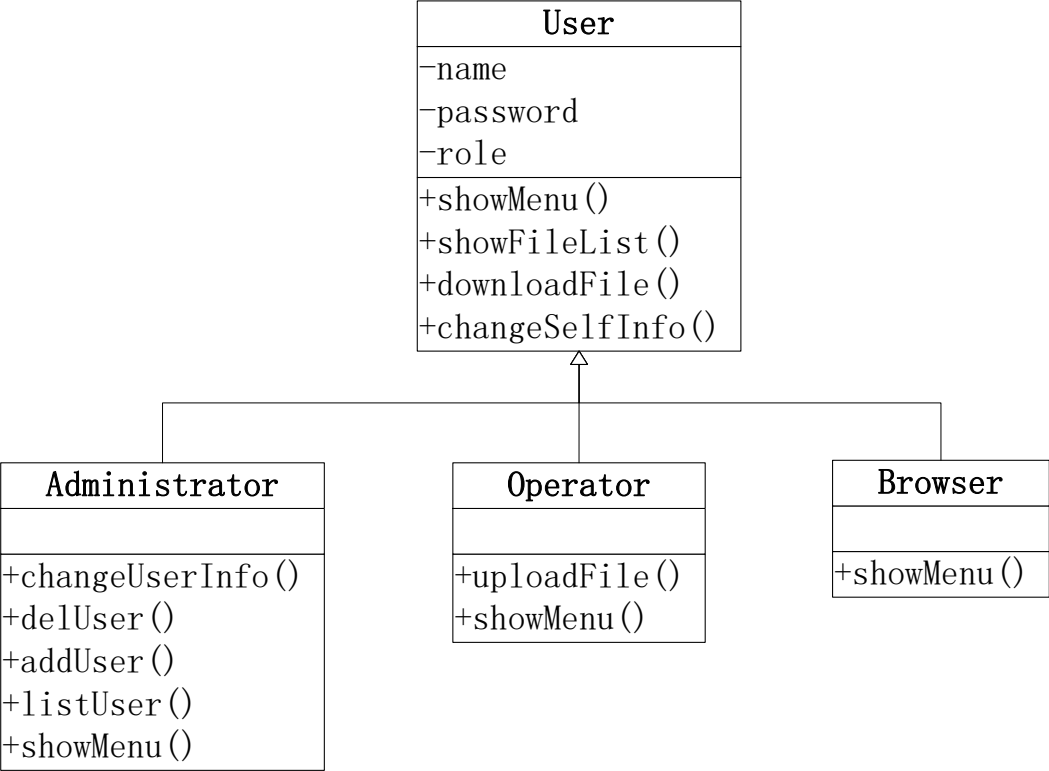 User
-name
-password
-role
+showMenu()
+showFileList()
+downloadFile()
+changeSelfInfo()
Administrator
+changeUserInfo()
+delUser()
+addUser()
+listUser()
+showMenu()
Operator
+uploadFile()
+showMenu()
Browser
+showMenu()